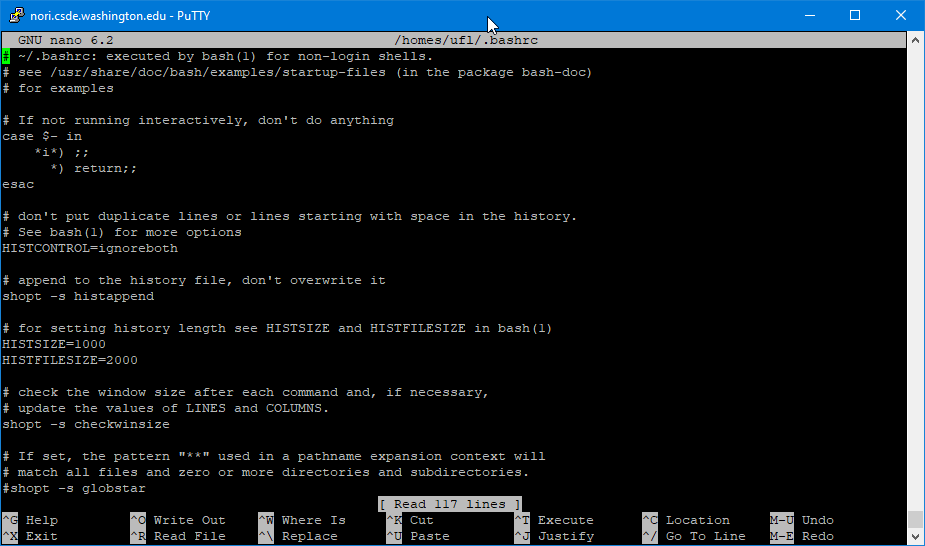 nori.csde.washington.edu - PuTTY
GNU nano 6.2 /homes/ufl/.bashrc
# ~/.bashrc: executed by bash(1) for non-login shells.
# see /usr/share/doc/bash/examples/startup-files (in the package bash-doc)
# for examples
# If not running interactively, don't do anything
case $- in
*i*) ;;
*) return;;
esac
# don't put duplicate lines or lines starting with space in the history.
# See bash(1) for more options
HISTCONTROL=ignoreboth
# append to the history file, don't overwrite it
shopt -s histappend
# for setting history length see HISTSIZE and HISTFILESIZE in bash(1)
HISTSIZE=1000
HISTFILESIZE=2000
# check the window size after each command and, if necessary,
# update the values of LINES and COLUMNS.
shopt -s checkwinsize
# If set, the pattern "**" used in a pathname expansion context will
# match all files and zero or more directories and subdirectories.
#shopt -s globstar
[ Read 117 lines ]
^G Help ^O Write Out ^W Where Is ^K Cut ^T Execute ^C Location M-U Undo
^X Exit ^R Read File ^\ Replace ^U Paste ^J Justify ^/ Go To Line M-E Redo